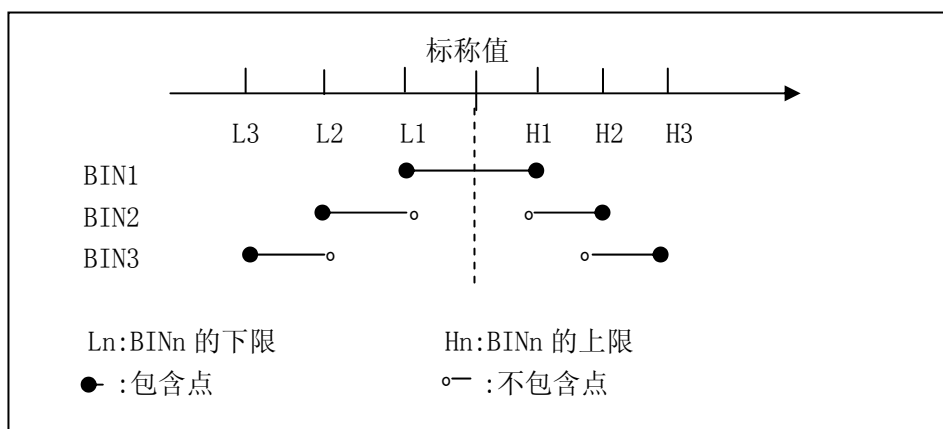 标称值
L3 L2 L1 H1 H2 H3
BIN1
BIN2
BIN3
Ln:BINn 的下限 Hn:BINn 的上限
:包含点 :不包含点